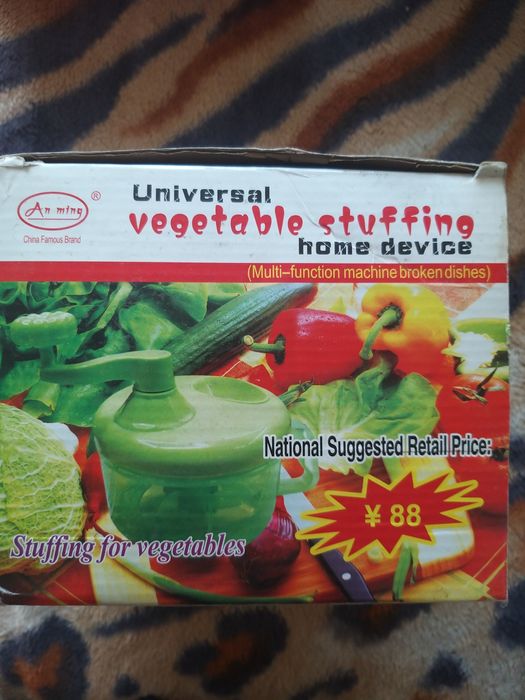 An ming ®
China Famous Brand
Universal
vegetable stuffing
home device
(Multi-function machine broken dishes)
National Suggested Retail Price:
¥ 88
Stuffing for vegetables